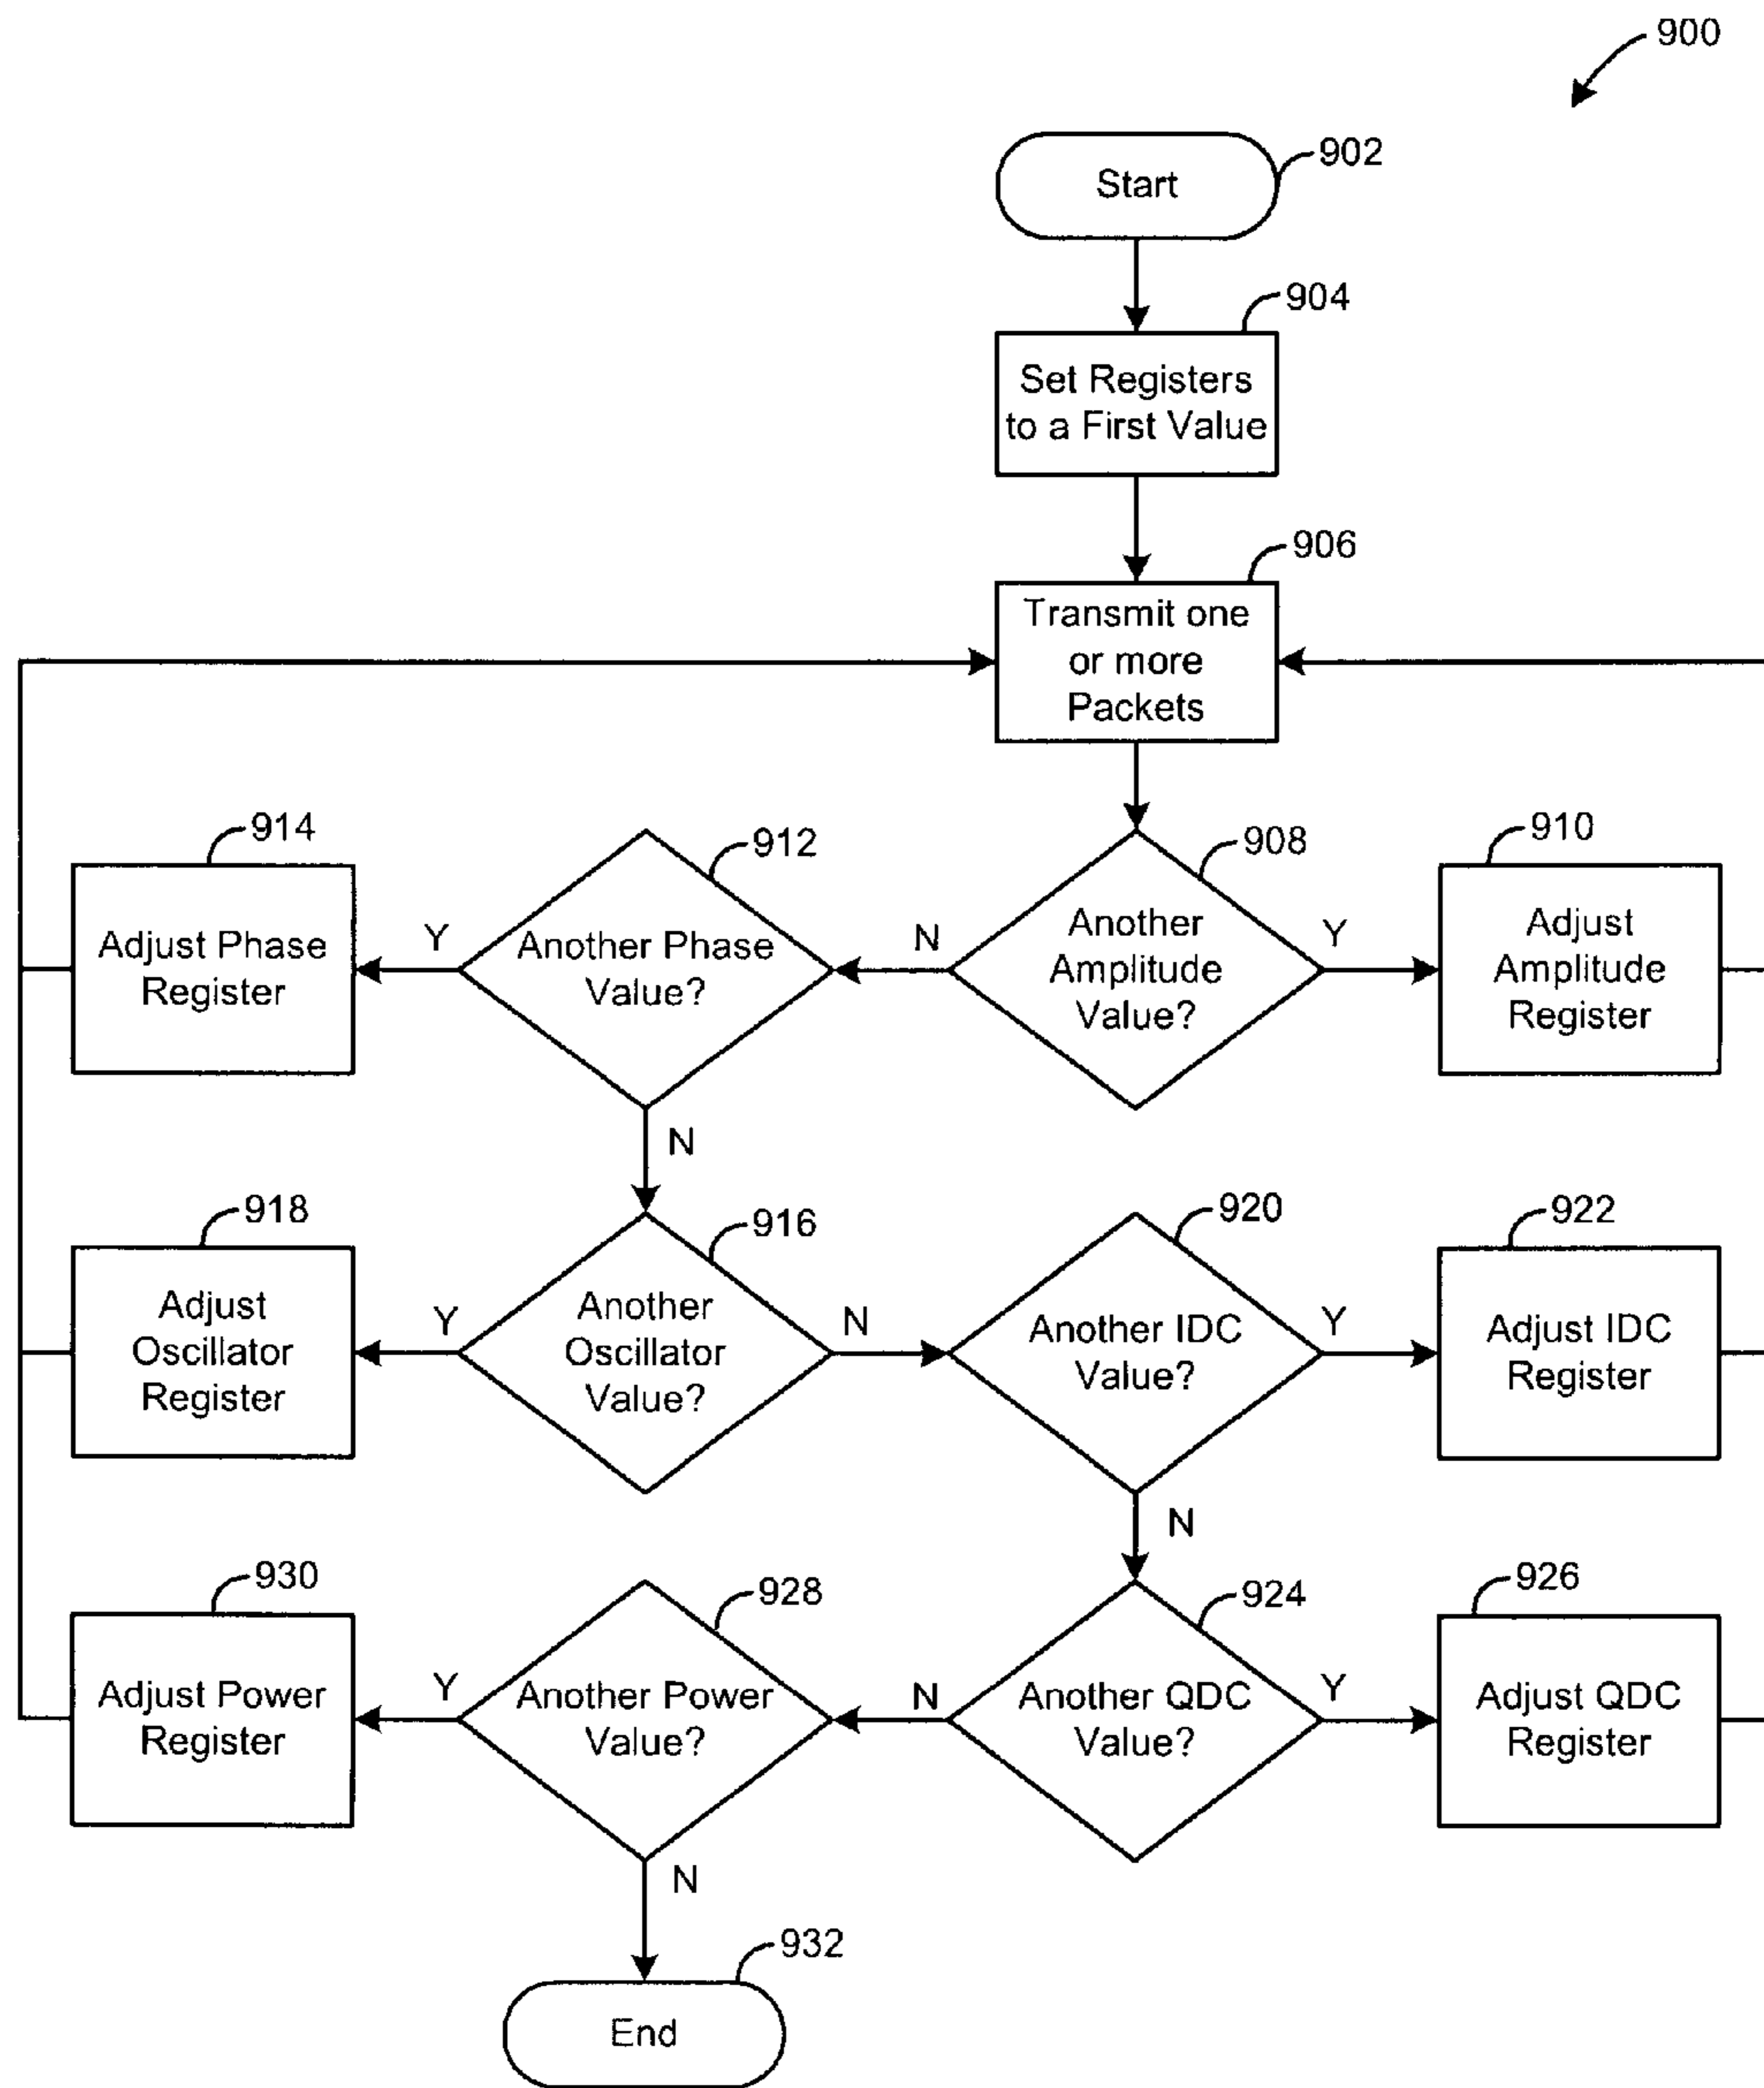 900
902
Start
904
Set Registers
to a First Value
906
Transmit one
or more
Packets
914
Adjust Phase
Register
Y
912
Another Phase
Value?
N
908
Another
Amplitude
Value?
Y
910
Adjust
Amplitude
Register
N
918
Adjust
Oscillator
Register
Y
916
Another
Oscillator
Value?
N
920
Another IDC
Value?
Y
922
Adjust IDC
Register
N
930
Adjust Power
Register
Y
928
Another Power
Value?
N
924
Another QDC
Value?
Y
926
Adjust QDC
Register
N
932
End